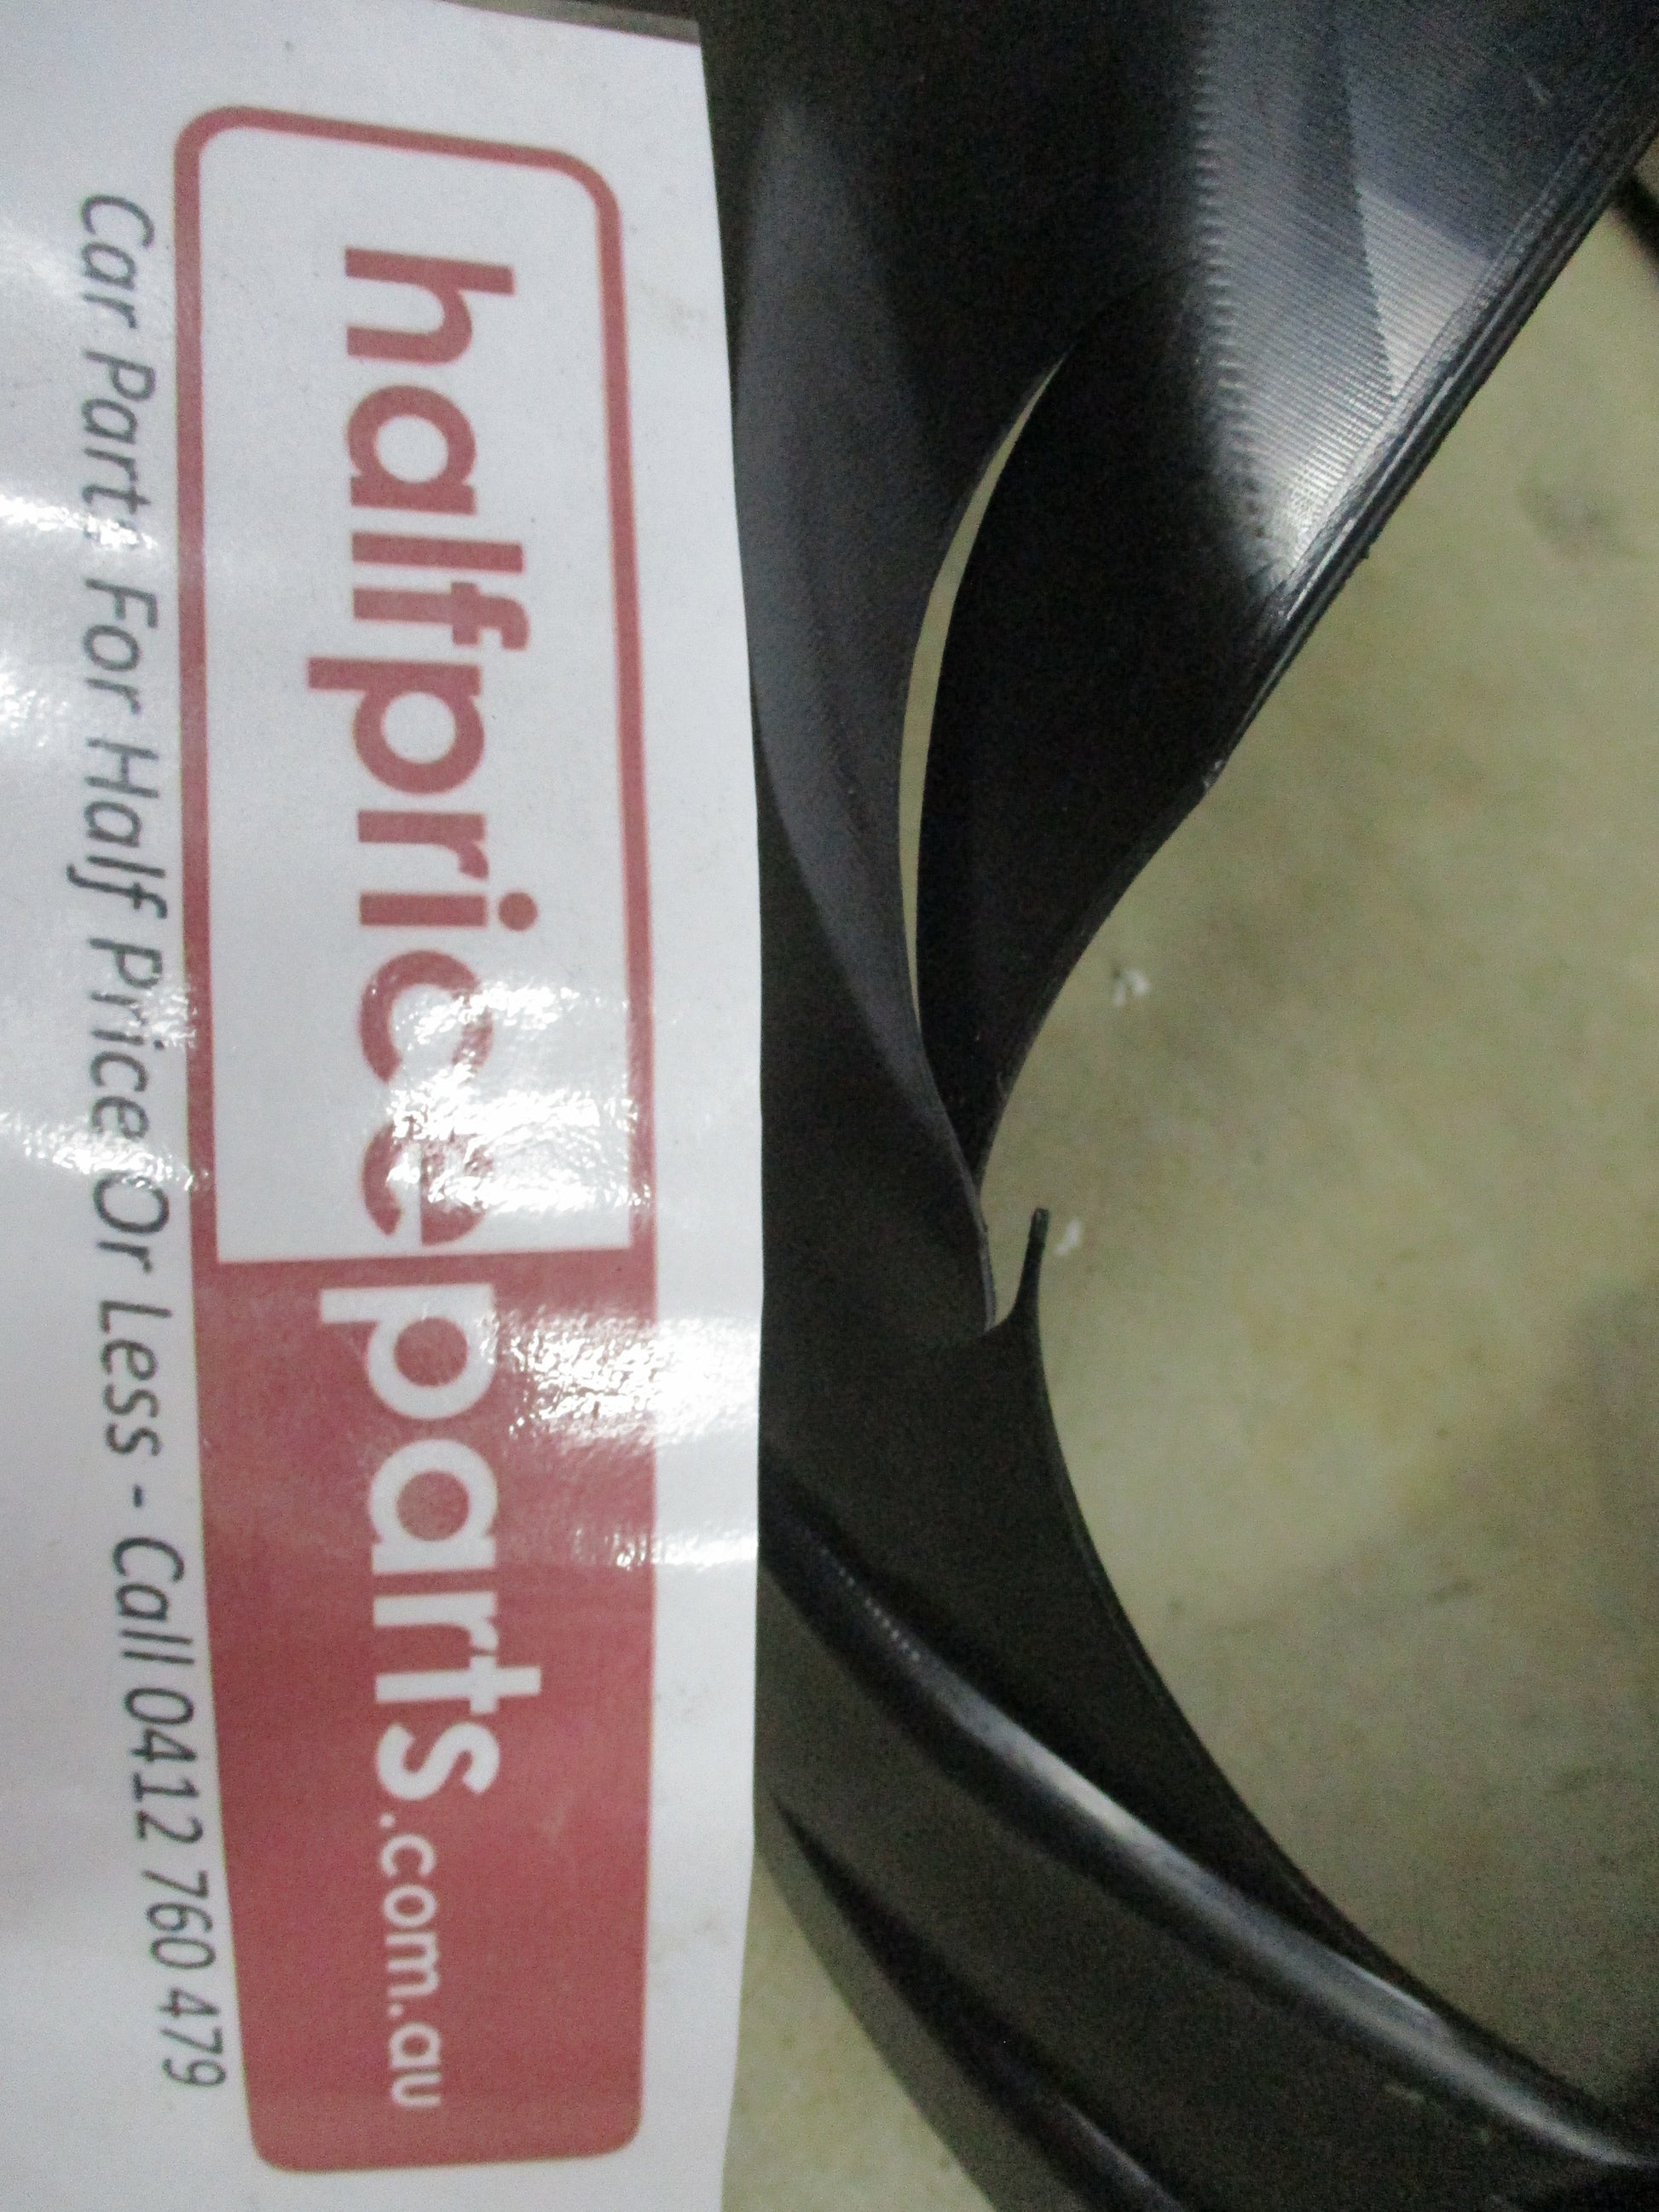 halfpriceparts.com.au
Car Parts For Half Price Or Less - Call 0412 760 479